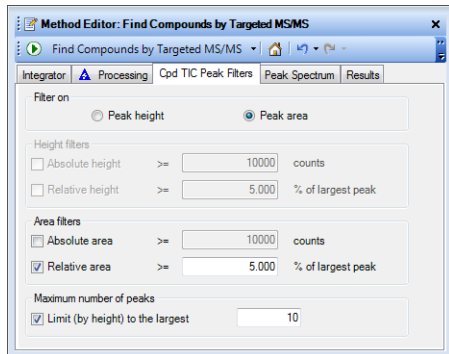 Method Editor: Find Compounds by Targeted MS/MS
Find Compounds by Targeted MS/MS
Integrator Processing Cpd TIC Peak Filters Peak Spectrum Results
Filter on
Peak height Peak area
Height filters
Absolute height >= 10000 counts
Relative height >= 5.000 % of largest peak
Area filters
Absolute area >= 10000 counts
Relative area >= 5.000 % of largest peak
Maximum number of peaks
Limit (by height) to the largest 10